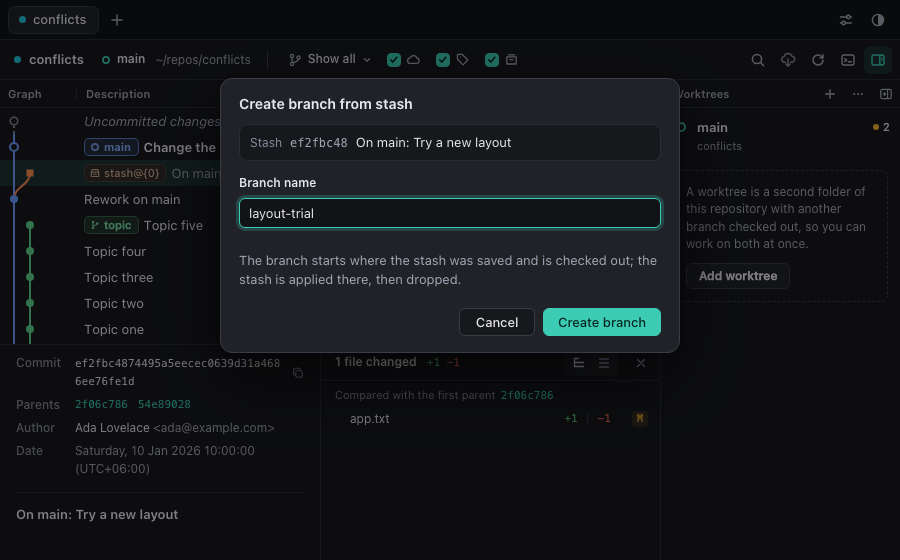 conflicts
conflicts
main
~/repos/conflicts
Show all
Graph
Description
Worktrees
Uncommitted changes
main
Change the
stash@{0}
On main
Rework on main
topic
Topic five
Topic four
Topic three
Topic two
Topic one
main
2
conflicts
A worktree is a second folder of
this repository with another
branch checked out, so you can
work on both at once.
Add worktree
Create branch from stash
Stash ef2fbc48 On main: Try a new layout
Branch name
layout-trial
The branch starts where the stash was saved and is checked out; the
stash is applied there, then dropped.
Cancel
Create branch
Commit
ef2fbc4874495a5eecec0639d31a468
6ee76fe1d
Parents
2f06c786 54e89028
Author
Ada Lovelace <ada@example.com>
Date
Saturday, 10 Jan 2026 10:00:00
(UTC+06:00)
On main: Try a new layout
1 file changed +1 −1
Compared with the first parent 2f06c786
app.txt
+1 −1 M